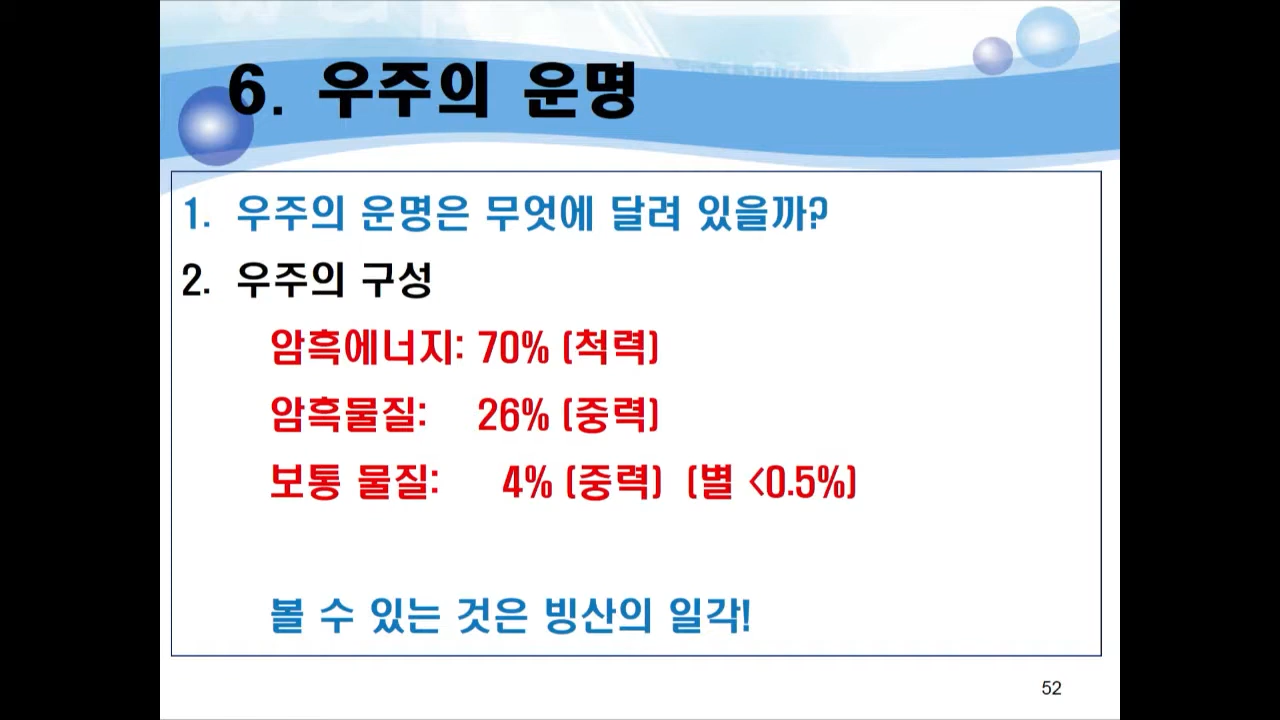 6. 우주의 운명
1. 우주의 운명은 무엇에 달려 있을까?
2. 우주의 구성
암흑에너지: 70% (척력)
암흑물질: 26% (중력)
보통 물질: 4% (중력) (별 <0.5%)
볼 수 있는 것은 빙산의 일각!
52